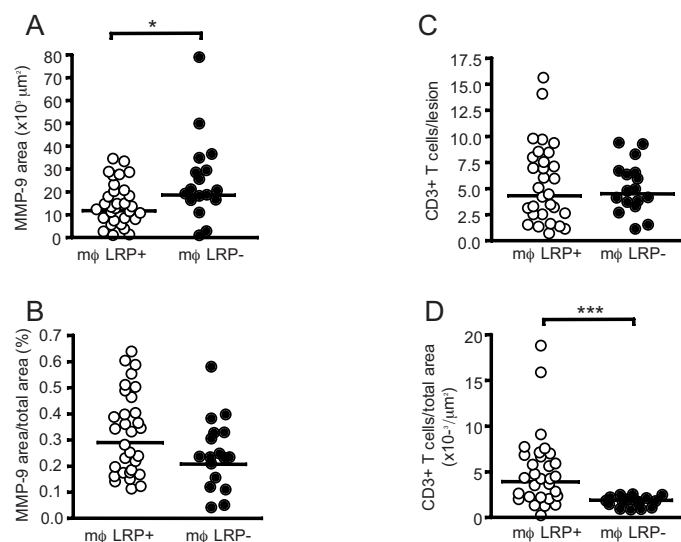 A
*
MMP-9 area (x10³ µm²)
80
70
60
50
40
30
20
10
0
mϕ LRP+
mϕ LRP-
C
CD3+ T cells/lesion
17.5
15.0
12.5
10.0
7.5
5.0
2.5
0.0
mϕ LRP+
mϕ LRP-
B
MMP-9 area/total area (%)
0.7
0.6
0.5
0.4
0.3
0.2
0.1
0.0
mϕ LRP+
mϕ LRP-
D
***
CD3+ T cells/total area
(x10-³/µm²)
20
15
10
5
0
mϕ LRP+
mϕ LRP-